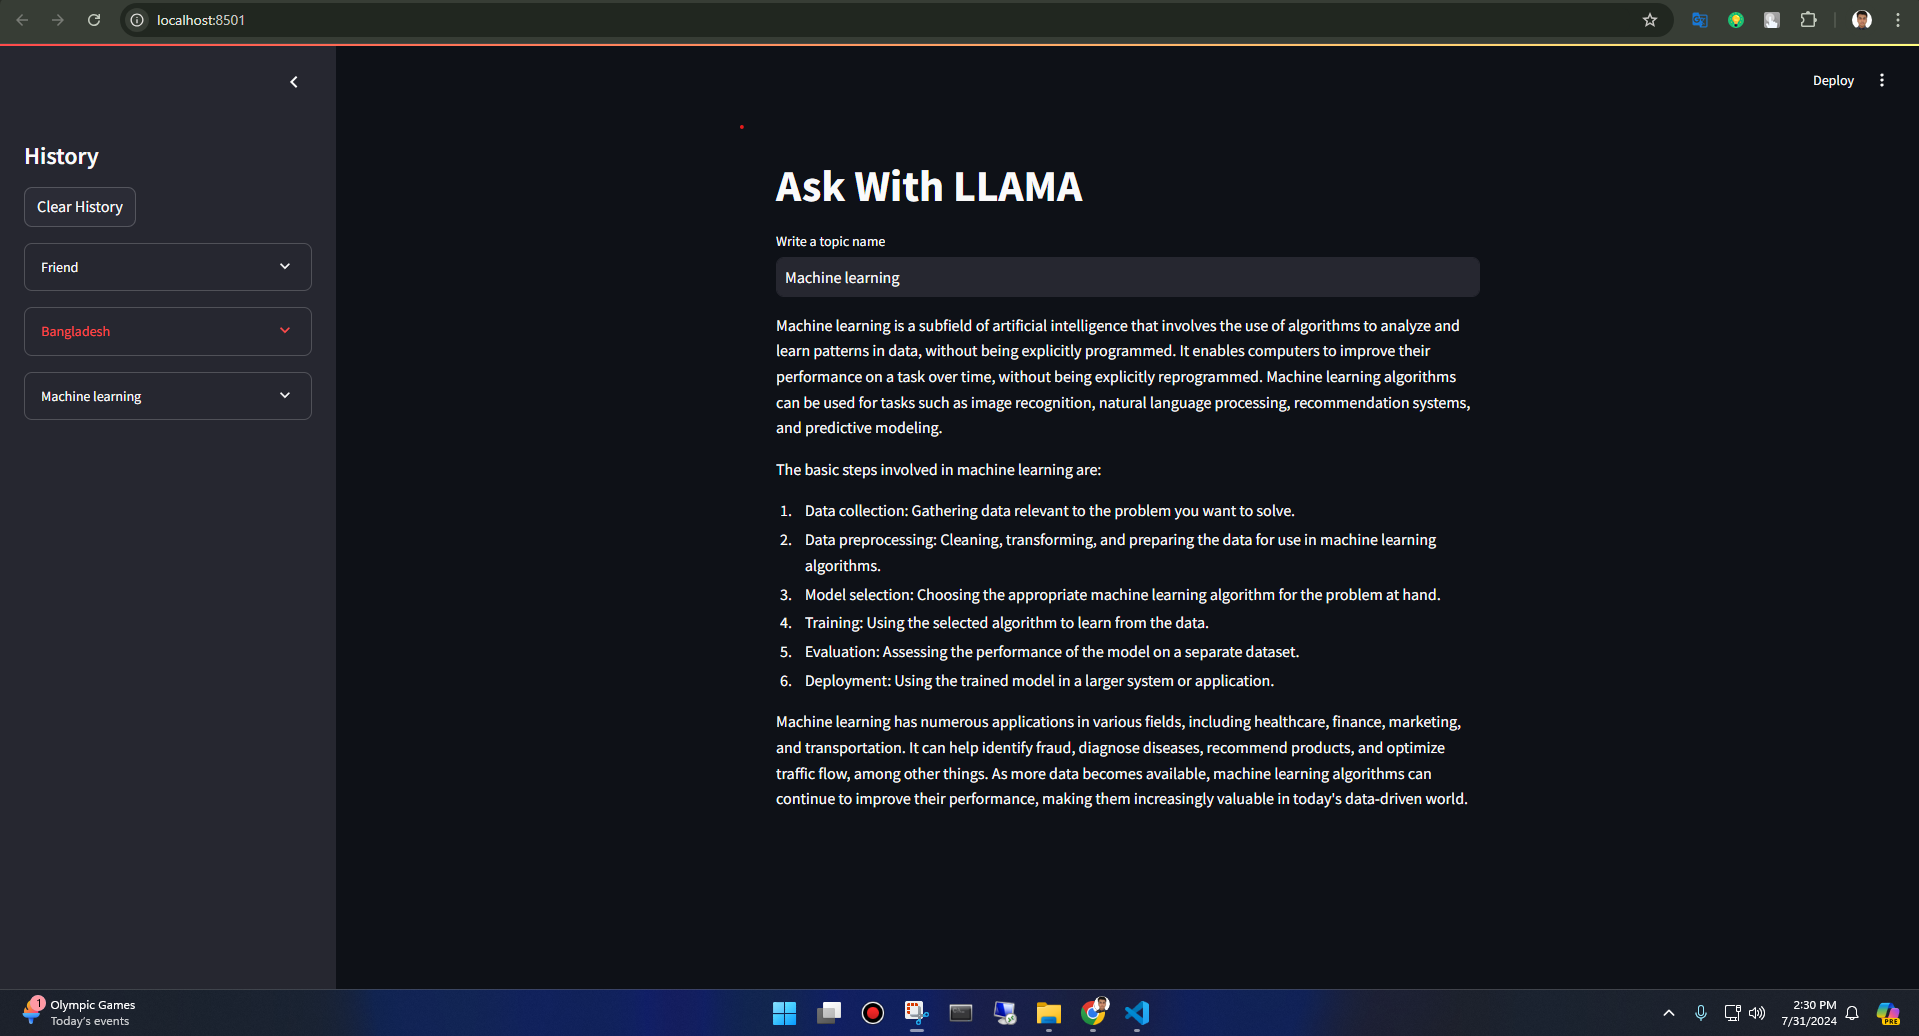 localhost:8501
Deploy
History
Clear History
Friend
Bangladesh
Machine learning
Ask With LLAMA
Write a topic name
Machine learning
Machine learning is a subfield of artificial intelligence that involves the use of algorithms to analyze and
learn patterns in data, without being explicitly programmed. It enables computers to improve their
performance on a task over time, without being explicitly reprogrammed. Machine learning algorithms
can be used for tasks such as image recognition, natural language processing, recommendation systems,
and predictive modeling.
The basic steps involved in machine learning are:
1. Data collection: Gathering data relevant to the problem you want to solve.
2. Data preprocessing: Cleaning, transforming, and preparing the data for use in machine learning
algorithms.
3. Model selection: Choosing the appropriate machine learning algorithm for the problem at hand.
4. Training: Using the selected algorithm to learn from the data.
5. Evaluation: Assessing the performance of the model on a separate dataset.
6. Deployment: Using the trained model in a larger system or application.
Machine learning has numerous applications in various fields, including healthcare, finance, marketing,
and transportation. It can help identify fraud, diagnose diseases, recommend products, and optimize
traffic flow, among other things. As more data becomes available, machine learning algorithms can
continue to improve their performance, making them increasingly valuable in today's data-driven world.
1
Olympic Games
Today's events
2:30 PM
7/31/2024
PRE